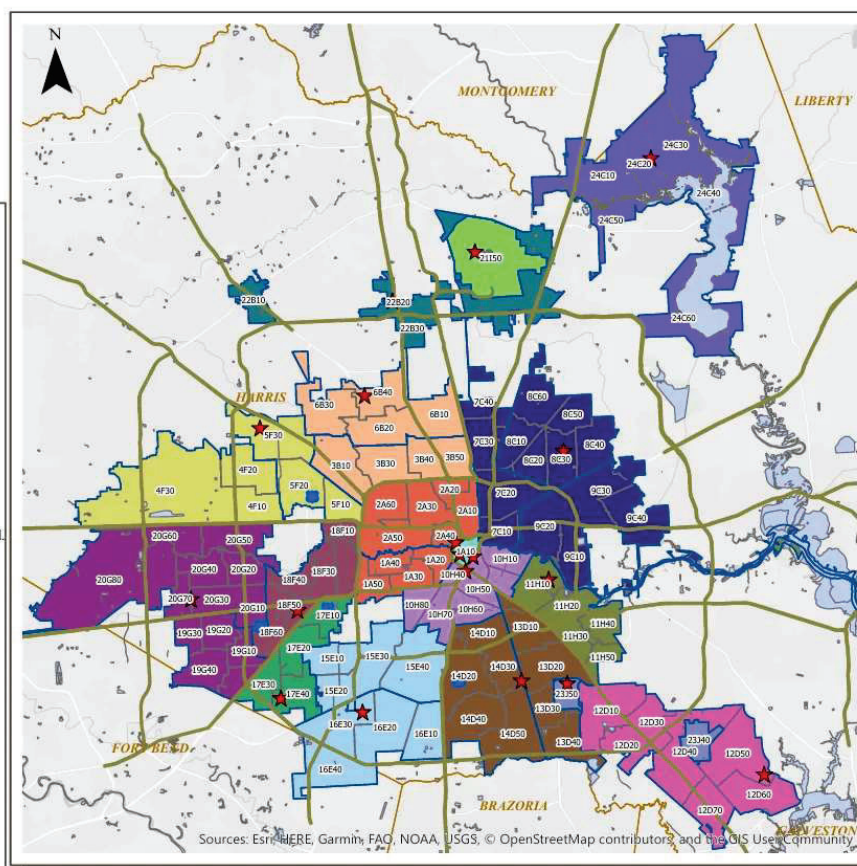 N
MONTGOMERY
LIBERTY
24C30
24C20
24C10
24C40
24C50
21I50
22B10
22B20
24C60
22B30
HARRIS
6B40
6B30
6B10
7C40
8C60
8C50
6B20
5F30
7C30
8C10
8C40
3B10
3B30
3B40
3B50
8C20
8C30
4F20
4F30
5F20
2A20
7C20
9C30
4F10
5F10
2A60
2A30
2A10
9C40
20G60
20G50
18F10
2A50
2A40
7C10
9C20
20G40
20G20
18F30
1A40
1A20
1A10
10H10
9C10
20G80
18F40
1A50
1A30
10H40
11H10
20G70
20G30
20G10
18F50
10H50
10H80
10H60
11H20
19G30
19G20
18F60
17E10
10H70
11H40
19G10
17E20
15E10
15E30
14D10
13D10
11H30
19G40
15E40
11H50
17E30
17E40
15E20
14D20
14D30
13D20
23J50
16E30
16E20
14D40
13D30
12D10
12D30
FORT BEND
16E10
14D50
13D40
12D20
23J40
12D40
12D50
16E40
12D60
BRAZORIA
12D70
GALVESTON
Sources: Esri, HERE, Garmin, FAO, NOAA, USGS, © OpenStreetMap contributors, and the GIS User Community